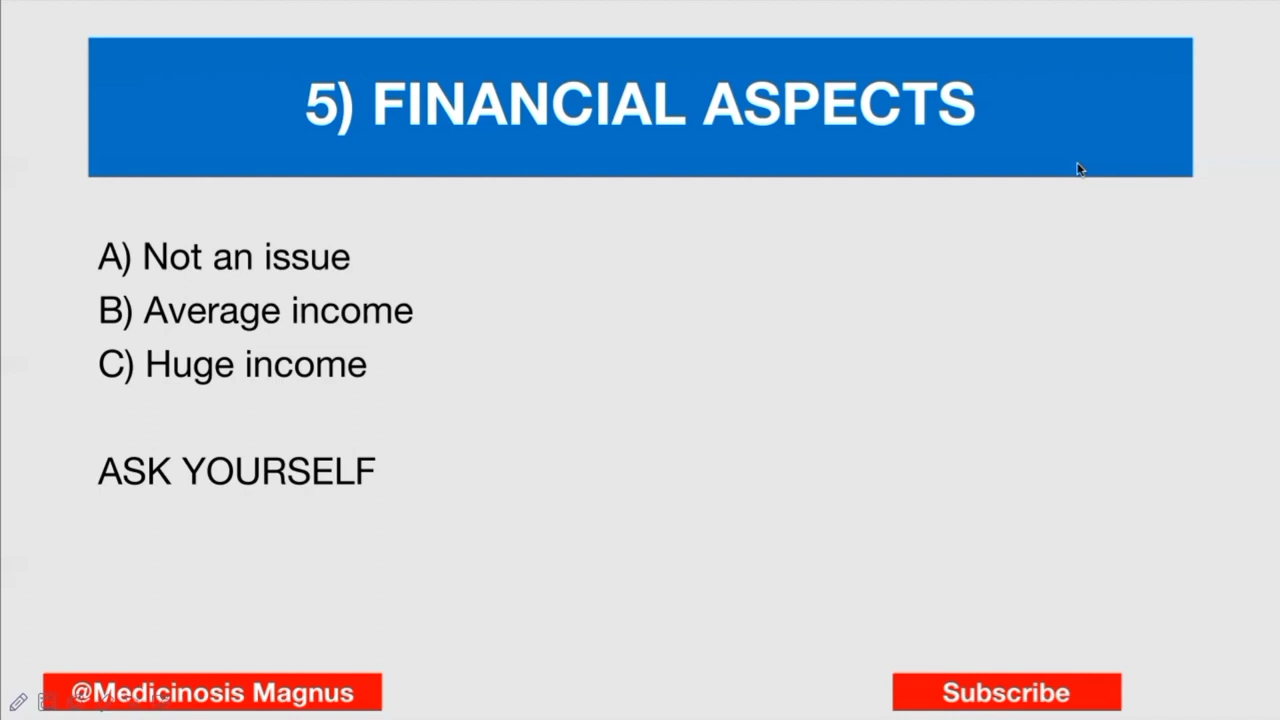 5) FINANCIAL ASPECTS
A) Not an issue
B) Average income
C) Huge income
ASK YOURSELF
@Medicinosis Magnus
Subscribe